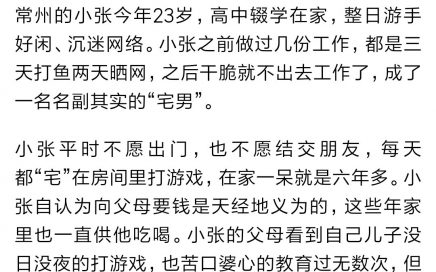 常州的小张今年23岁，高中辍学在家，整日游手
好闲、沉迷网络。小张之前做过几份工作，都是三
天打鱼两天晒网，之后干脆就不出去工作了，成了
一名名副其实的“宅男”。
小张平时不愿出门，也不愿结交朋友，每天
都“宅”在房间里打游戏，在家一呆就是六年多。小
张自认为向父母要钱是天经地义为的，这些年家
里也一直供他吃喝。小张的父母看到自己儿子没
日没夜的打游戏，也苦口婆心的教育过无数次，但